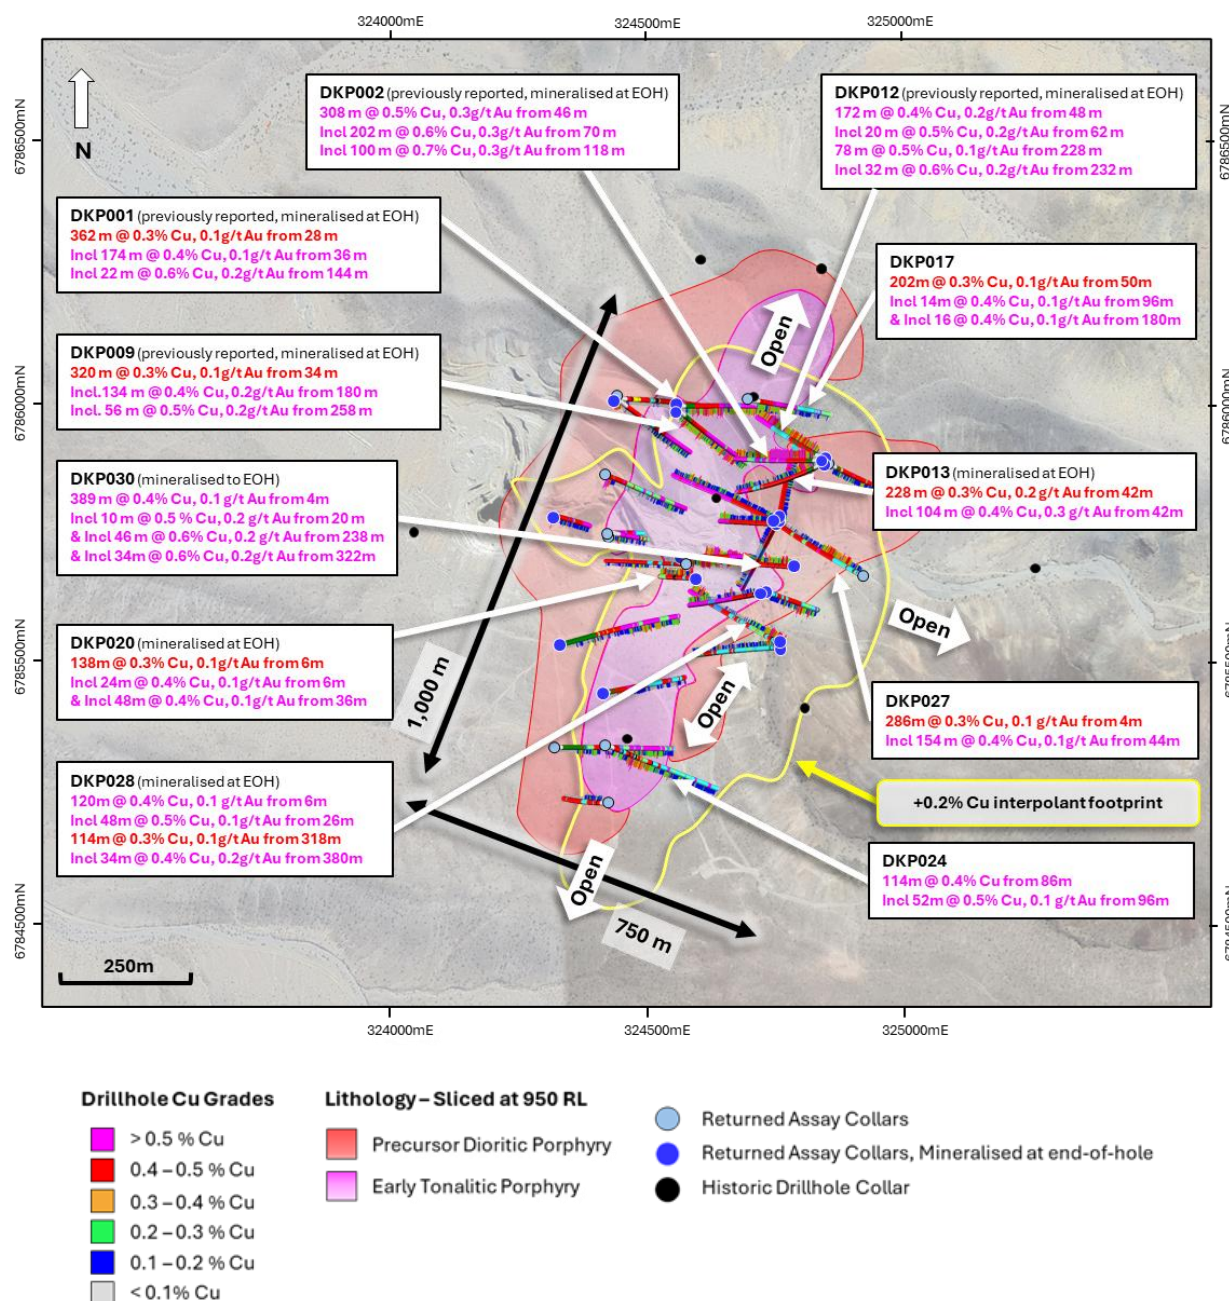 324000mE
324500mE
325000mE
6786500mN
6786500mN
N
DKP002 (previously reported, mineralised at EOH)
308 m @ 0.5% Cu, 0.3g/t Au from 46 m
Incl 202 m @ 0.6% Cu, 0.3g/t Au from 70 m
Incl 100 m @ 0.7% Cu, 0.3g/t Au from 118 m
DKP012 (previously reported, mineralised at EOH)
172 m @ 0.4% Cu, 0.2g/t Au from 48 m
Incl 20 m @ 0.5% Cu, 0.2g/t Au from 62 m
78 m @ 0.5% Cu, 0.1g/t Au from 228 m
Incl 32 m @ 0.6% Cu, 0.2g/t Au from 232 m
DKP001 (previously reported, mineralised at EOH)
362 m @ 0.3% Cu, 0.1g/t Au from 28 m
Incl 174 m @ 0.4% Cu, 0.1g/t Au from 36 m
Incl 22 m @ 0.6% Cu, 0.2g/t Au from 144 m
DKP017
202m @ 0.3% Cu, 0.1g/t Au from 50m
Incl 14m @ 0.4% Cu, 0.1g/t Au from 96m
& Incl 16 @ 0.4% Cu, 0.1g/t Au from 180m
Open
6786000mN
6786000mN
DKP009 (previously reported, mineralised at EOH)
320 m @ 0.3% Cu, 0.1g/t Au from 34 m
Incl.134 m @ 0.4% Cu, 0.2g/t Au from 180 m
Incl. 56 m @ 0.5% Cu, 0.2g/t Au from 258 m
DKP030 (mineralised to EOH)
389 m @ 0.4% Cu, 0.1 g/t Au from 4m
Incl 10 m @ 0.5 % Cu, 0.2 g/t Au from 20 m
& Incl 46 m @ 0.6% Cu, 0.2 g/t Au from 238 m
& Incl 34m @ 0.6% Cu, 0.2g/t Au from 322m
DKP013 (mineralised at EOH)
228 m @ 0.3% Cu, 0.2 g/t Au from 42m
Incl 104 m @ 0.4% Cu, 0.3 g/t Au from 42m
Open
6785500mN
6785500mN
DKP020 (mineralised at EOH)
138m @ 0.3% Cu, 0.1g/t Au from 6m
Incl 24m @ 0.4% Cu, 0.1g/t Au from 6m
& Incl 48m @ 0.4% Cu, 0.1g/t Au from 36m
1,000 m
Open
DKP027
286m @ 0.3% Cu, 0.1 g/t Au from 4m
Incl 154 m @ 0.4% Cu, 0.1g/t Au from 44m
DKP028 (mineralised at EOH)
120m @ 0.4% Cu, 0.1 g/t Au from 6m
Incl 48m @ 0.5% Cu, 0.1g/t Au from 26m
114m @ 0.3% Cu, 0.1g/t Au from 318m
Incl 34m @ 0.4% Cu, 0.2g/t Au from 380m
+0.2% Cu interpolant footprint
DKP024
114m @ 0.4% Cu from 86m
Incl 52m @ 0.5% Cu, 0.1 g/t Au from 96m
Open
750 m
6784500mN
250m
324000mE
324500mE
325000mE
Drillhole Cu Grades
> 0.5 % Cu
0.4 – 0.5 % Cu
0.3 – 0.4 % Cu
0.2 – 0.3 % Cu
0.1 – 0.2 % Cu
< 0.1% Cu
Lithology – Sliced at 950 RL
Precursor Dioritic Porphyry
Early Tonalitic Porphyry
Returned Assay Collars
Returned Assay Collars, Mineralised at end-of-hole
Historic Drillhole Collar